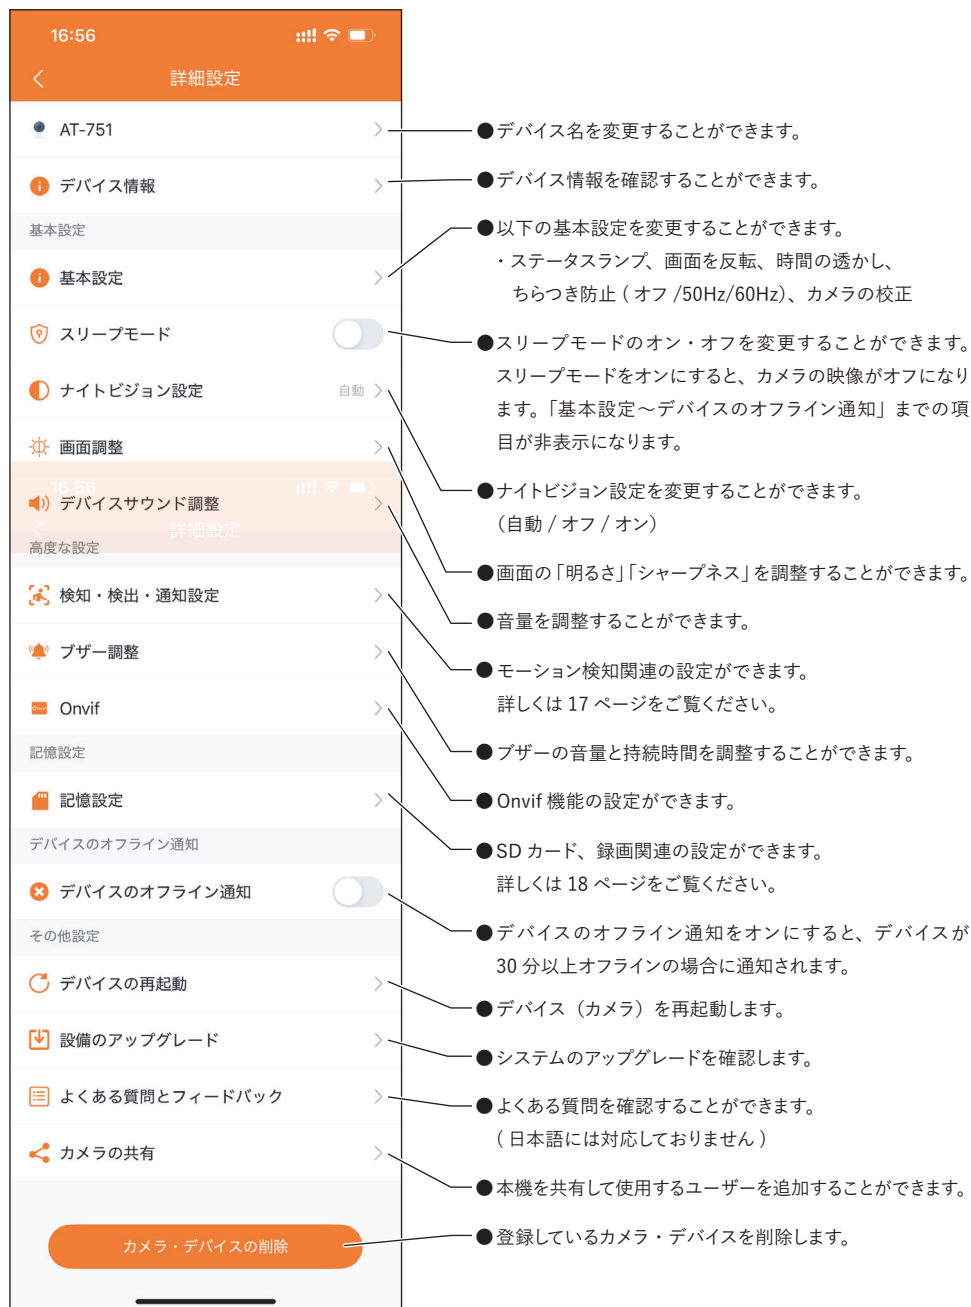 16:56
詳細設定
AT-751
●デバイス名を変更することができます。
デバイス情報
●デバイス情報を確認することができます。
基本設定
●以下の基本設定を変更することができます。
・ステータスランプ、画面を反転、時間の透かし、
ちらつき防止 ( オフ /50Hz/60Hz)、カメラの校正
基本設定
スリープモード
●スリープモードのオン・オフを変更することができます。
スリープモードをオンにすると、カメラの映像がオフになり
ます。「基本設定～デバイスのオフライン通知」までの項
目が非表示になります。
ナイトビジョン設定
自動
画面調整
16:56
デバイスサウンド調整
●ナイトビジョン設定を変更することができます。
（自動 / オフ / オン）
詳細設定
高度な設定
●画面の「明るさ」「シャープネス」を調整することができます。
検知・検出・通知設定
●音量を調整することができます。
ブザー調整
●モーション検知関連の設定ができます。
詳しくは 17 ページをご覧ください。
Onvif
Onvif
記憶設定
●ブザーの音量と持続時間を調整することができます。
記憶設定
●Onvif 機能の設定ができます。
デバイスのオフライン通知
●SD カード、録画関連の設定ができます。
詳しくは 18 ページをご覧ください。
デバイスのオフライン通知
その他設定
●デバイスのオフライン通知をオンにすると、デバイスが
30 分以上オフラインの場合に通知されます。
デバイスの再起動
●デバイス（カメラ）を再起動します。
設備のアップグレード
●システムのアップグレードを確認します。
よくある質問とフィードバック
●よくある質問を確認することができます。
( 日本語には対応しておりません )
カメラの共有
●本機を共有して使用するユーザーを追加することができます。
カメラ・デバイスの削除
●登録しているカメラ・デバイスを削除します。